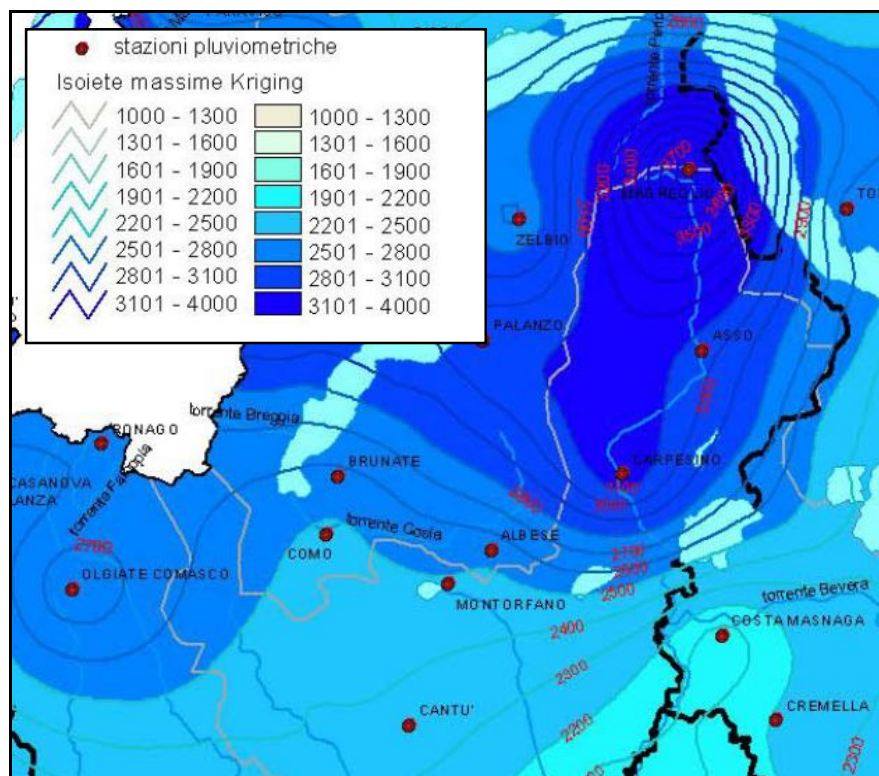 stazioni pluviometriche
Isoiete massime Kriging
1000 - 1300 1000 - 1300
1301 - 1600 1301 - 1600
1601 - 1900 1601 - 1900
1901 - 2200 1901 - 2200
2201 - 2500 2201 - 2500
2501 - 2800 2501 - 2800
2801 - 3100 2801 - 3100
3101 - 4000 3101 - 4000
torrente
ZELBIO
PALANZO
ASSO
torrente Breggia
RONAGO
CASANOVA
LANZA
BRUNATE
CARPESINO
torrente Cosia
COMO
ALBESE
2700
OLGIATE COMASCO
MONTORFANO
2500
torrente Bevera
2400
COSTAMASNAGA
2300
CANTU'
2200
CREMELLA
2300